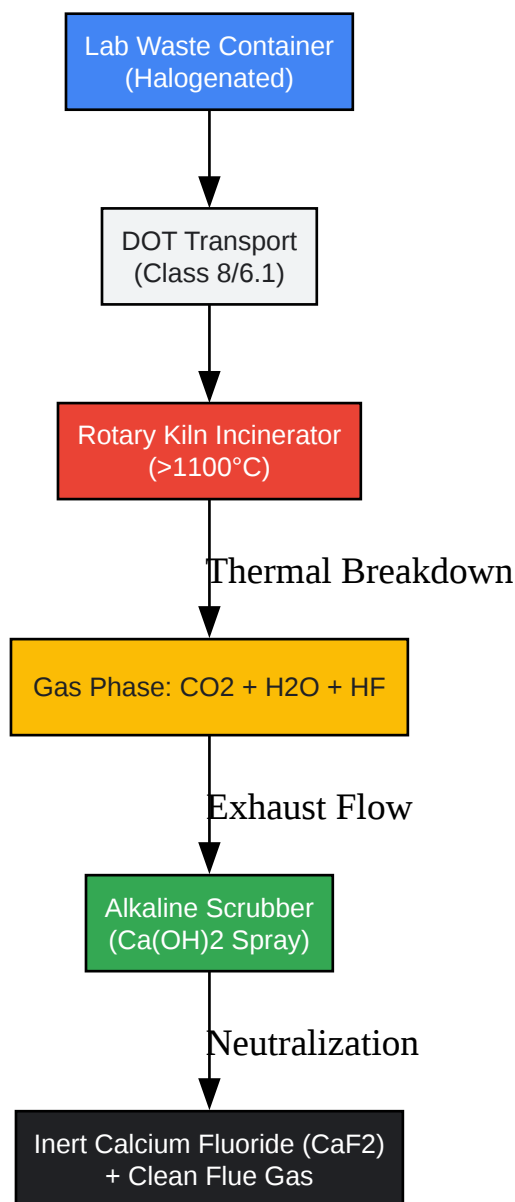 Lab Waste Container
(Halogenated)
DOT Transport
(Class 8/6.1)
Rotary Kiln Incinerator
(>1100°C)
Thermal Breakdown
Gas Phase: CO2 + H2O + HF
Exhaust Flow
Alkaline Scrubber
(Ca(OH)2 Spray)
Neutralization
Inert Calcium Fluoride (CaF2)
+ Clean Flue Gas